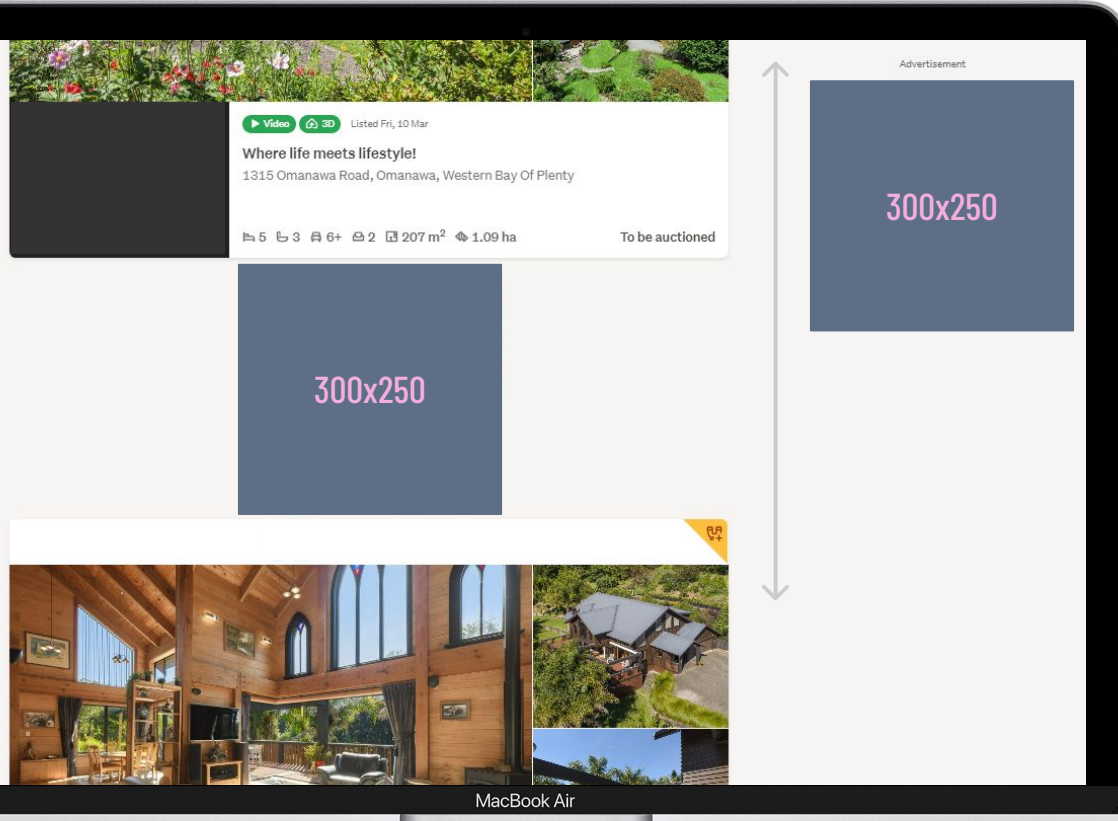 Advertisement
Video 3D Listed Fri, 10 Mar
Where life meets lifestyle!
1315 Omanawa Road, Omanawa, Western Bay Of Plenty
5 3 6+ 2 207 m² 1.09 ha To be auctioned
300x250
300x250
MacBook Air